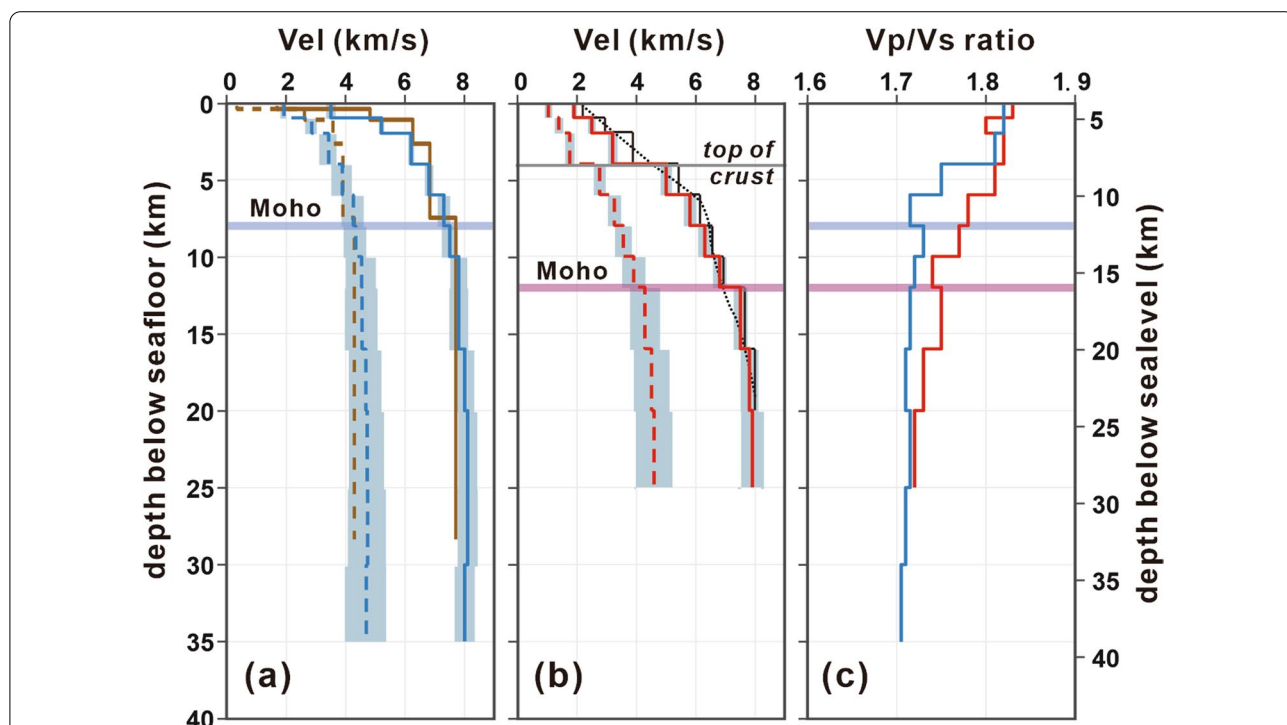 Vel (km/s) Vel (km/s) Vp/Vs ratio
0 2 4 6 8 0 2 4 6 8 1.6 1.7 1.8 1.9
depth below seafloor (km)
0
5
10
15
20
25
30
35
40
Moho
(a)
top of
crust
Moho
(b)
(c)
5
10
15
20
25
30
35
40
depth below sealevel (km)